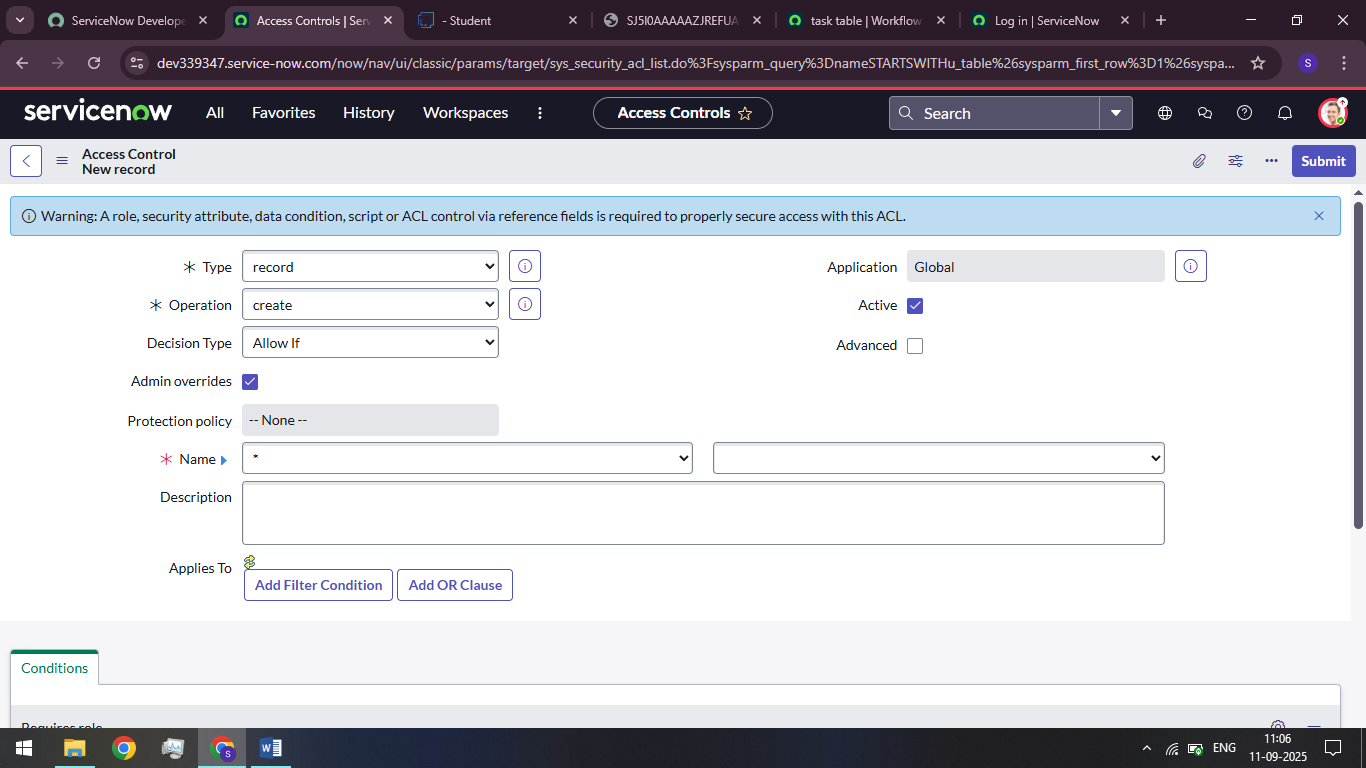 ServiceNow Develope
Access Controls | Ser
- Student
SJ5I0AAAAAZJREFUA
task table | Workflow
Log in | ServiceNow
dev339347.service-now.com/now/nav/ui/classic/params/target/sys_security_acl_list.do%3Fsysparm_query%3DnameSTARTSWITHu_table%26sysparm_first_row%3D1%26syspa...
S
servicenow
All
Favorites
History
Workspaces
Access Controls
Search
Access Control
New record
Submit
Warning: A role, security attribute, data condition, script or ACL control via reference fields is required to properly secure access with this ACL.
Type
record
Application
Global
Operation
create
Active
Decision Type
Allow If
Advanced
Admin overrides
Protection policy
-- None --
Name
*
Description
Applies To
Add Filter Condition
Add OR Clause
Conditions
Requires role
S
ENG
11:06
11-09-2025